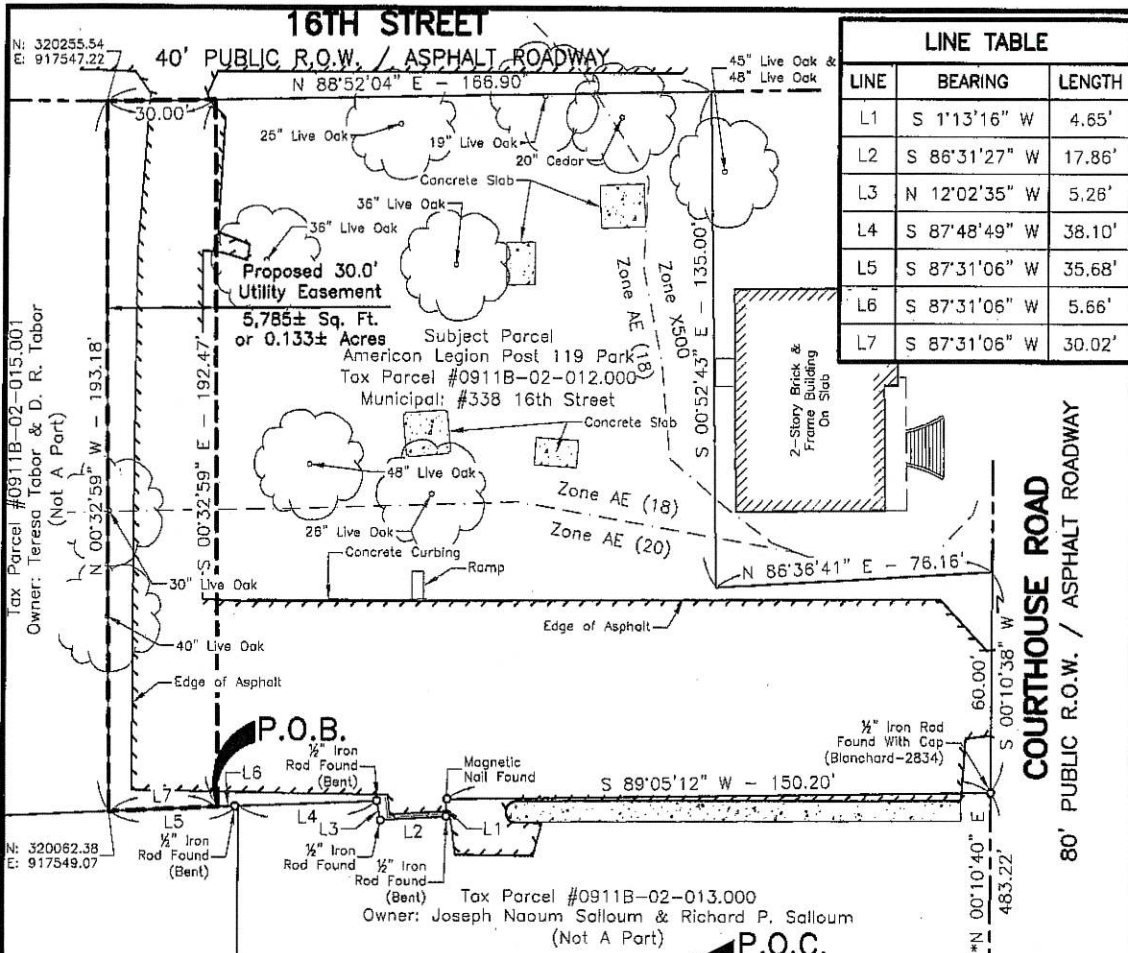 16TH STREET
40' PUBLIC R.O.W. / ASPHALT ROADWAY
N: 320255.54
E: 917547.22
N 88°52'04" E - 166.90'
30.00'
45" Live Oak &
48" Live Oak
LINE TABLE
LINE BEARING LENGTH
L1 S 1°13'16" W 4.65'
L2 S 86°31'27" W 17.86'
L3 N 12°02'35" W 5.26'
L4 S 87°48'49" W 38.10'
L5 S 87°31'06" W 35.68'
L6 S 87°31'06" W 5.66'
L7 S 87°31'06" W 30.02'
25" Live Oak
19" Live Oak
20" Cedar
Concrete Slab
36" Live Oak
36" Live Oak
Proposed 30.0'
Utility Easement
5,785± Sq. Ft.
or 0.133± Acres
Subject Parcel
American Legion Post 119 Park
Tax Parcel #0911B-02-012.000
Municipal: #338 16th Street
Zone AE (18)
Zone X500
S 00°52'43" E - 135.00'
2-Story Brick &
Frame Building
On Slab
Tax Parcel #0911B-02-015.001
Owner: Teresa Tabor & D. R. Tabor
(Not A Part)
N 00°32'59" W - 193.18'
S 00°32'59" E - 192.47'
Concrete Slab
48" Live Oak
26" Live Oak
Zone AE (18)
Zone AE (20)
Concrete Curbing
Ramp
N 86°36'41" E - 76.16'
30" Live Oak
40" Live Oak
Edge of Asphalt
Edge of Asphalt
COURTHOUSE ROAD
80' PUBLIC R.O.W. / ASPHALT ROADWAY
60.00'
S 00°10'38" W
P.O.B.
½" Iron
Rod Found
(Bent)
Magnetic
Nail Found
½" Iron Rod
Found With Cap
(Blanchard-2834)
S 89°05'12" W - 150.20'
L7
L6
L5
L4
L3
L2
L1
½" Iron
Rod Found
(Bent)
½" Iron
Rod Found
½" Iron
Rod Found
(Bent)
N: 320062.38
E: 917549.07
Tax Parcel #0911B-02-013.000
Owner: Joseph Naoum Salloum & Richard P. Salloum
(Not A Part)
P.O.C.
*N 00°10'40" E
483.22'